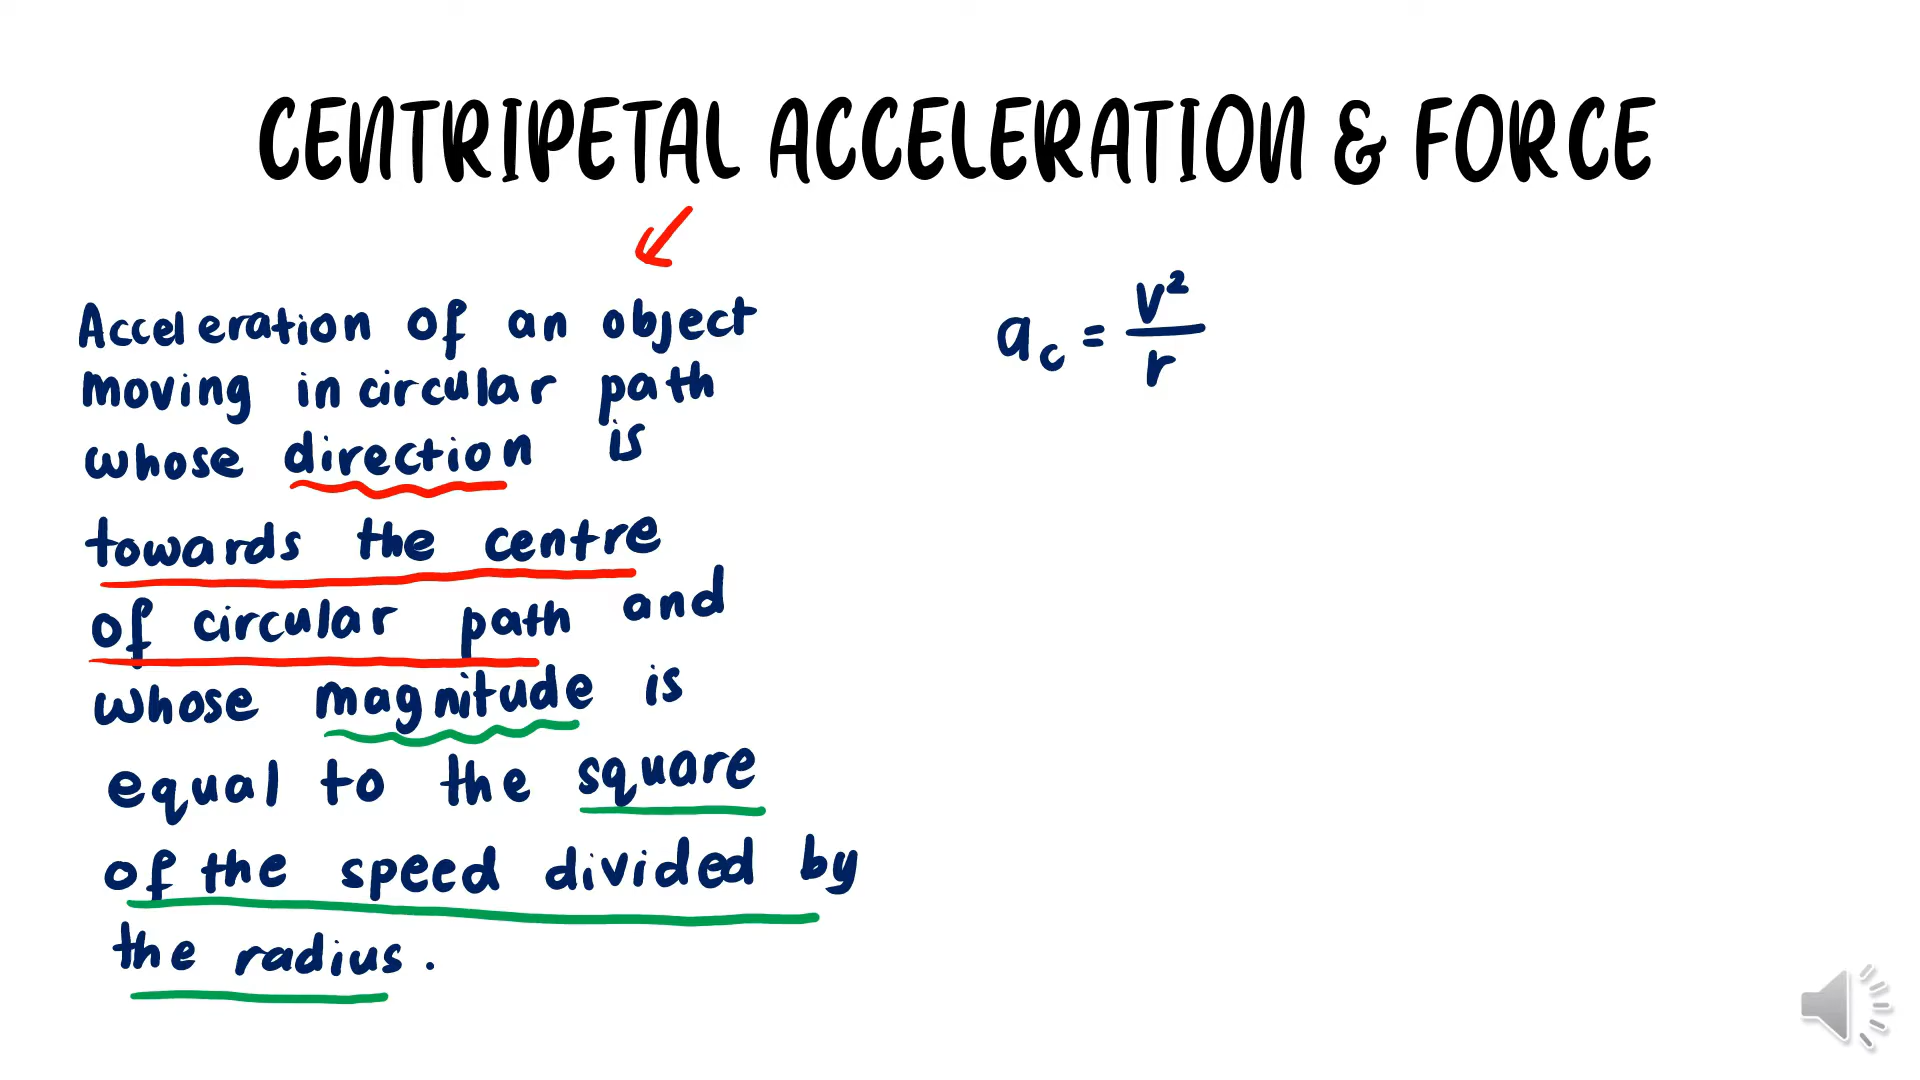 CENTRIPETAL ACCELERATION & FORCE
Acceleration of an object
moving in circular path
whose direction is
towards the centre
of circular path and
whose magnitude is
equal to the square
of the speed divided by
the radius.
a_c = v²/r